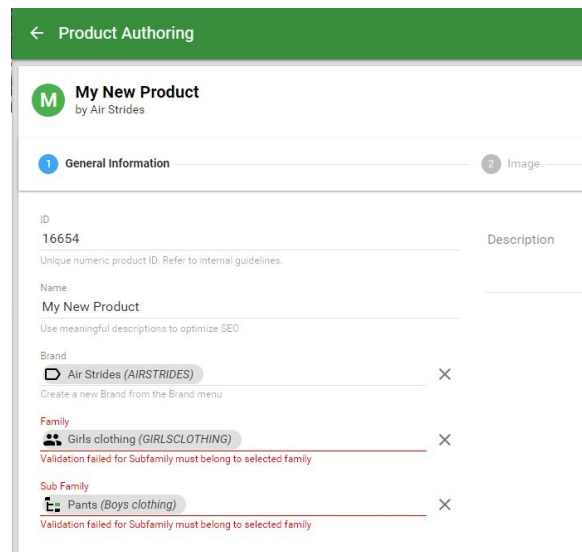 Product Authoring
M
My New Product
by Air Strides
1 General Information
2 Image
ID
16654
Unique numeric product ID. Refer to internal guidelines.
Description
Name
My New Product
Use meaningful descriptions to optimize SEO
Brand
Air Strides (AIRSTRIDES)
Create a new Brand from the Brand menu
Family
Girls clothing (GIRLSCLOTHING)
Validation failed for Subfamily must belong to selected family
Sub Family
Pants (Boys clothing)
Validation failed for Subfamily must belong to selected family